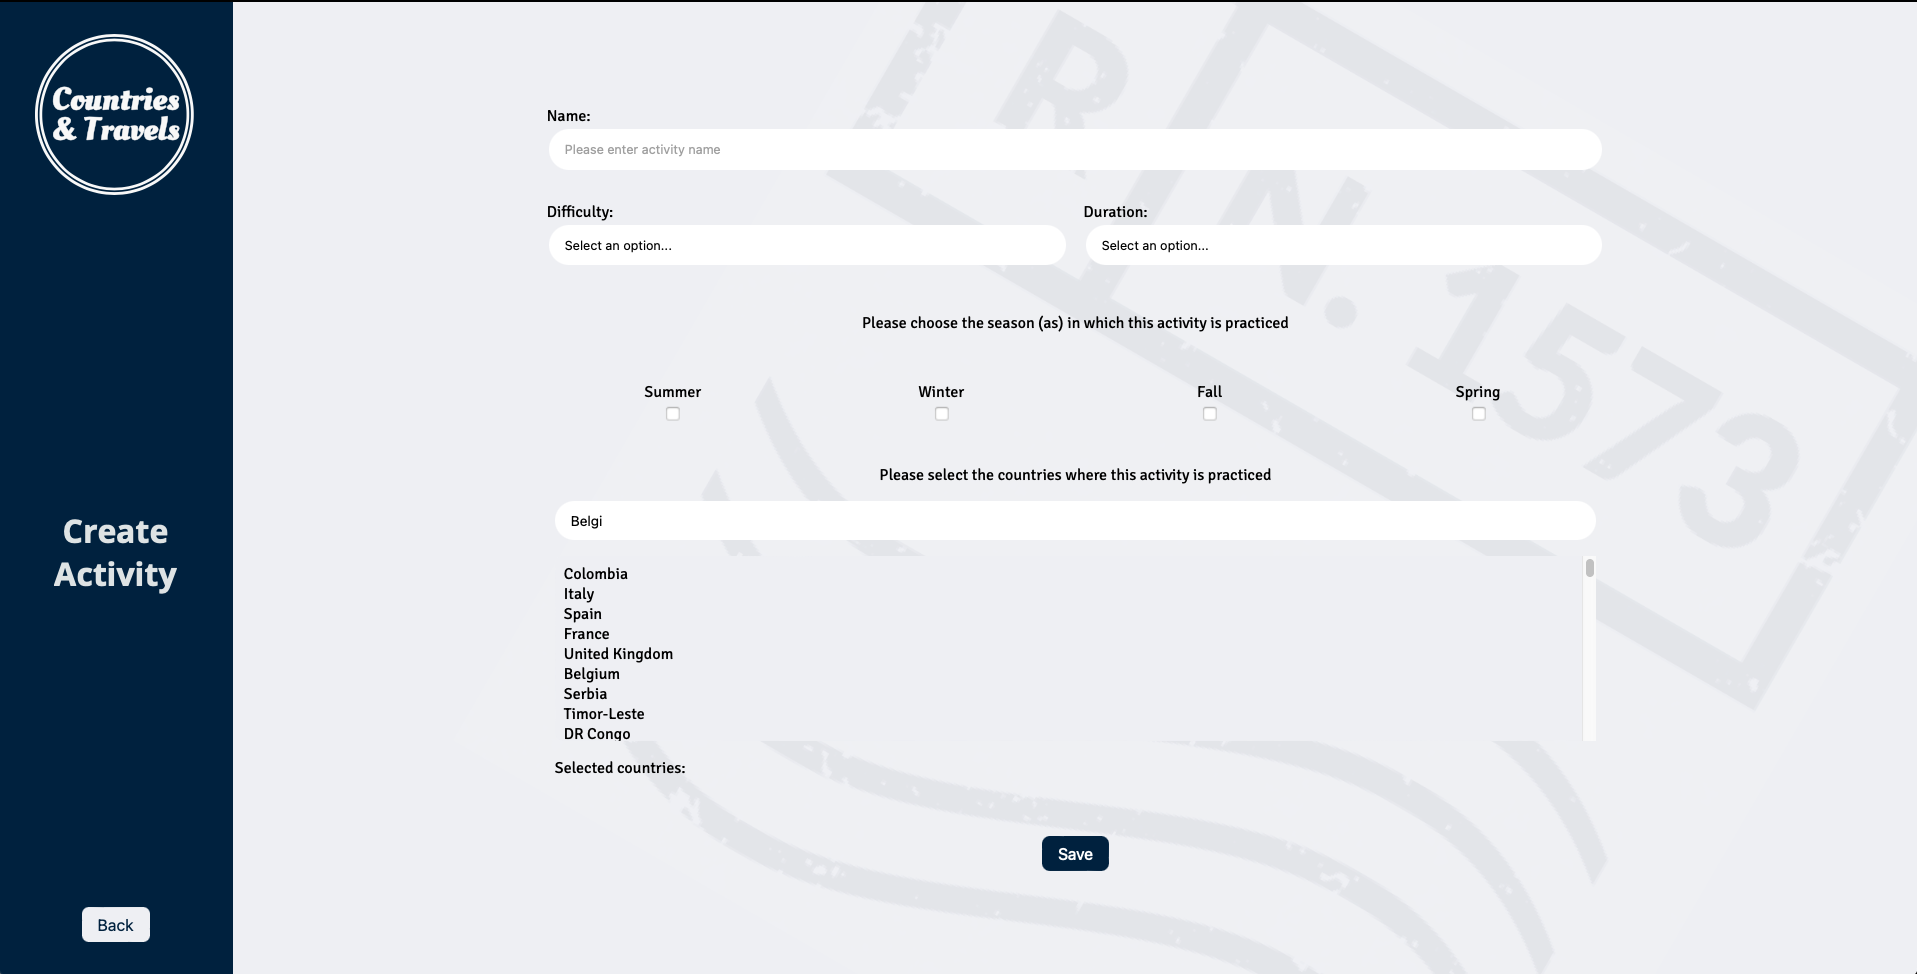 Countries
& Travels
Create
Activity
Back
Name:
Please enter activity name
Difficulty:
Duration:
Select an option...
Select an option...
Please choose the season (as) in which this activity is practiced
Summer
Winter
Fall
Spring
Please select the countries where this activity is practiced
Belgi
Colombia
Italy
Spain
France
United Kingdom
Belgium
Serbia
Timor-Leste
DR Congo
Selected countries:
Save
R
N. 1573